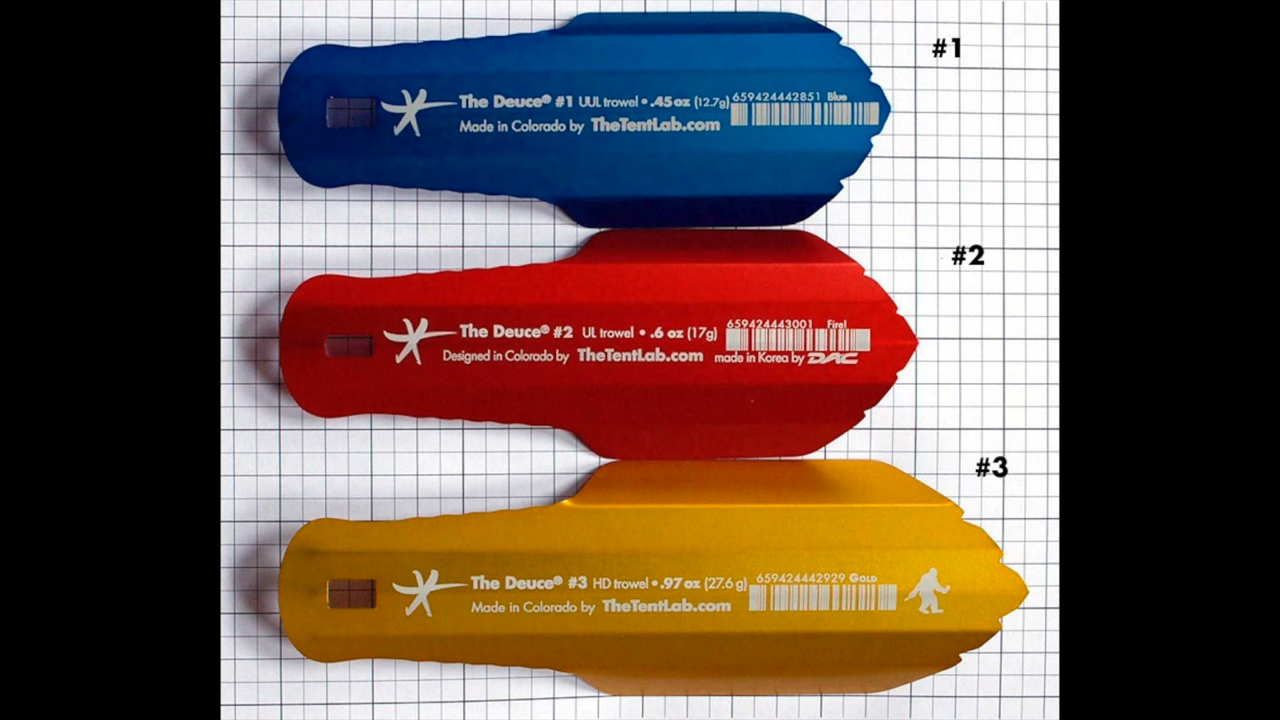 #1
The Deuce® #1 UUL trowel • .45 oz (12.7g) 659424442851 Blue
Made in Colorado by TheTentLab.com
#2
The Deuce® #2 UL trowel • .6 oz (17g) 659424443001 Fire!
Designed in Colorado by TheTentLab.com made in Korea by DAC
#3
The Deuce® #3 HD trowel • .97 oz (27.6 g) 659424442929 GOLD
Made in Colorado by TheTentLab.com